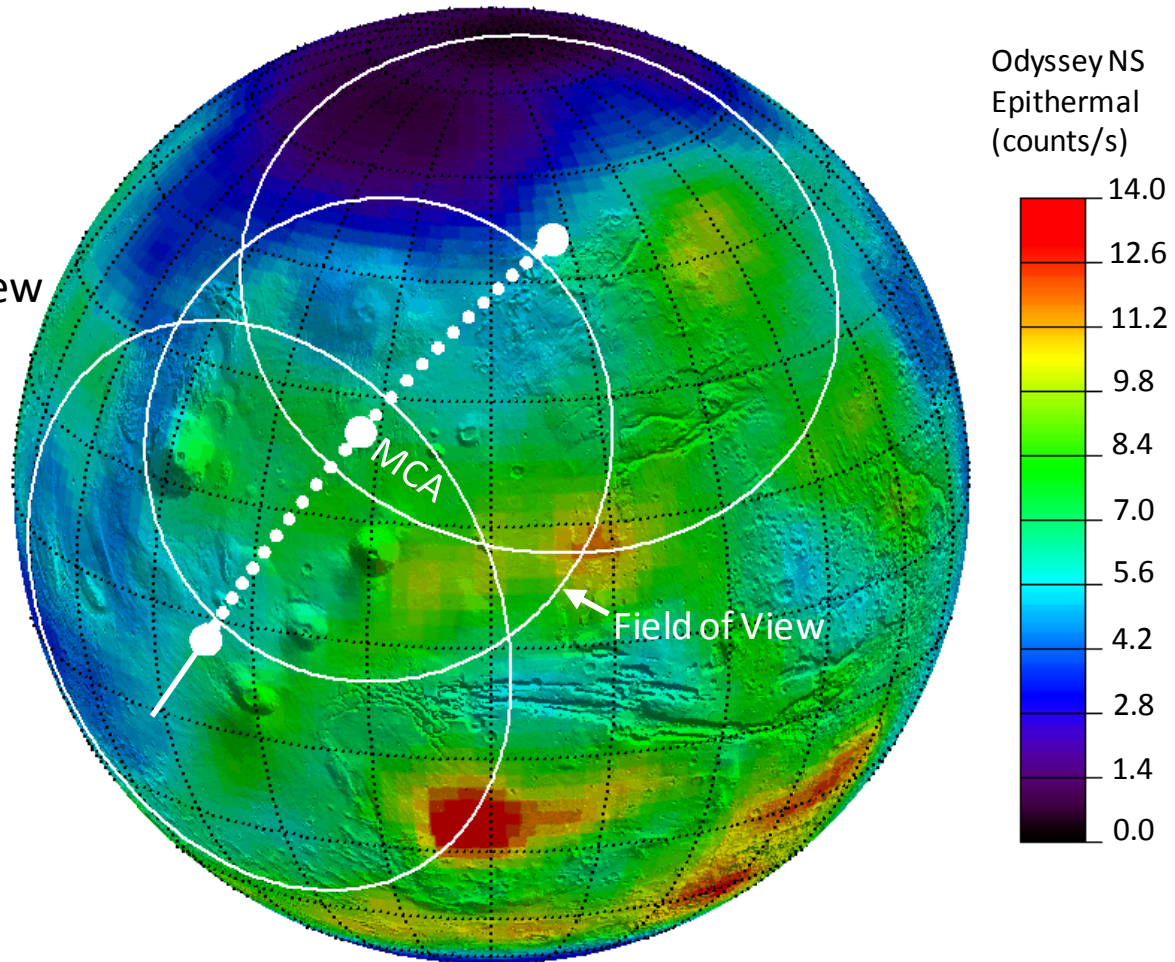 Odyssey NS
Epithermal
(counts/s)
14.0
12.6
11.2
9.8
8.4
7.0
5.6
4.2
2.8
1.4
0.0
ew
MCA
Field of View